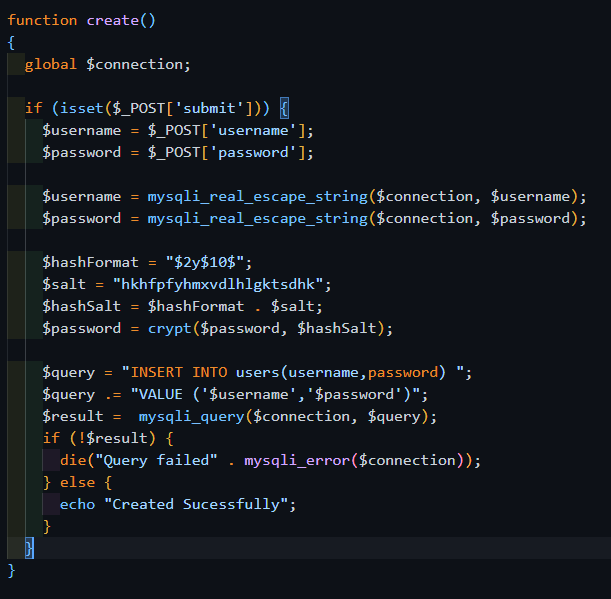 function create()
{
  global $connection;

  if (isset($_POST['submit'])) {
    $username = $_POST['username'];
    $password = $_POST['password'];

    $username = mysqli_real_escape_string($connection, $username);
    $password = mysqli_real_escape_string($connection, $password);

    $hashFormat = "$2y$10$";
    $salt = "hkhfpfyhmxvdlhlgktsdhk";
    $hashSalt = $hashFormat . $salt;
    $password = crypt($password, $hashSalt);

    $query = "INSERT INTO users(username,password) ";
    $query .= "VALUE ('$username','$password')";
    $result =  mysqli_query($connection, $query);
    if (!$result) {
      die("Query failed" . mysqli_error($connection));
    } else {
      echo "Created Sucessfully";
    }
  }
}